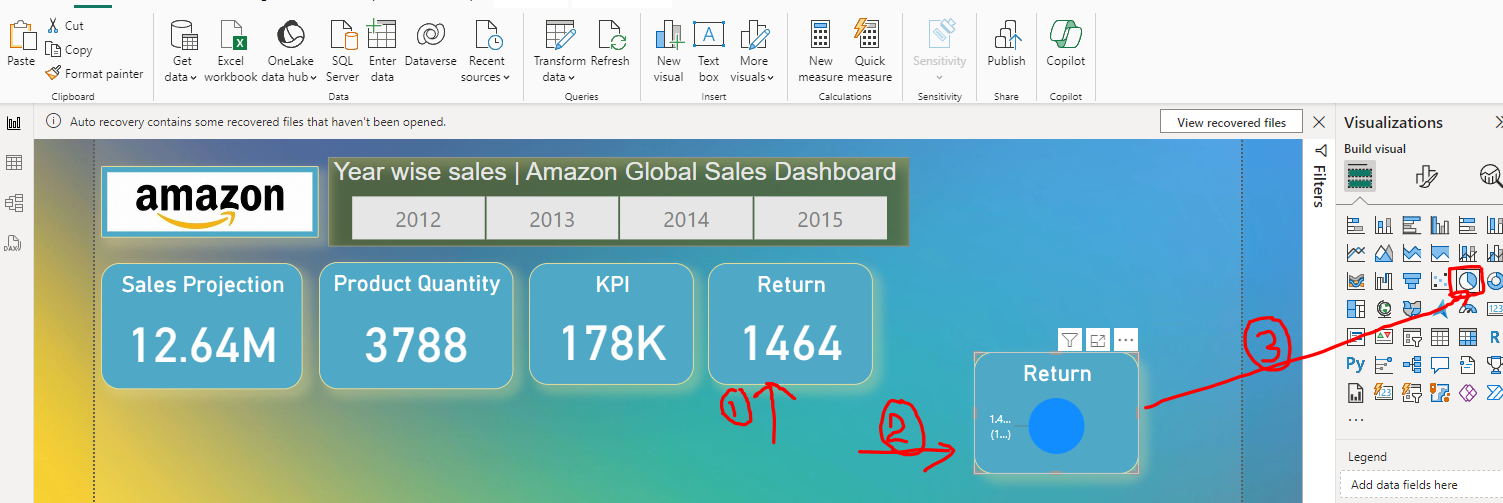 Cut
Copy
Format painter
Paste
Clipboard
Get data
Excel workbook
OneLake data hub
SQL Server
Enter data
Dataverse
Recent sources
Data
Transform data
Refresh
Queries
New visual
Text box
More visuals
Insert
New measure
Quick measure
Calculations
Sensitivity
Sensitivity
Publish
Share
Copilot
Copilot
Auto recovery contains some recovered files that haven't been opened.
View recovered files
Visualizations
Build visual
Filters
amazon
Year wise sales | Amazon Global Sales Dashboard
2012 2013 2014 2015
Sales Projection
12.64M
Product Quantity
3788
KPI
178K
Return
1464
1
2
3
Return
1.4...
(1...)
DAX
A
X
123
R
Py
123
...
Legend
Add data fields here